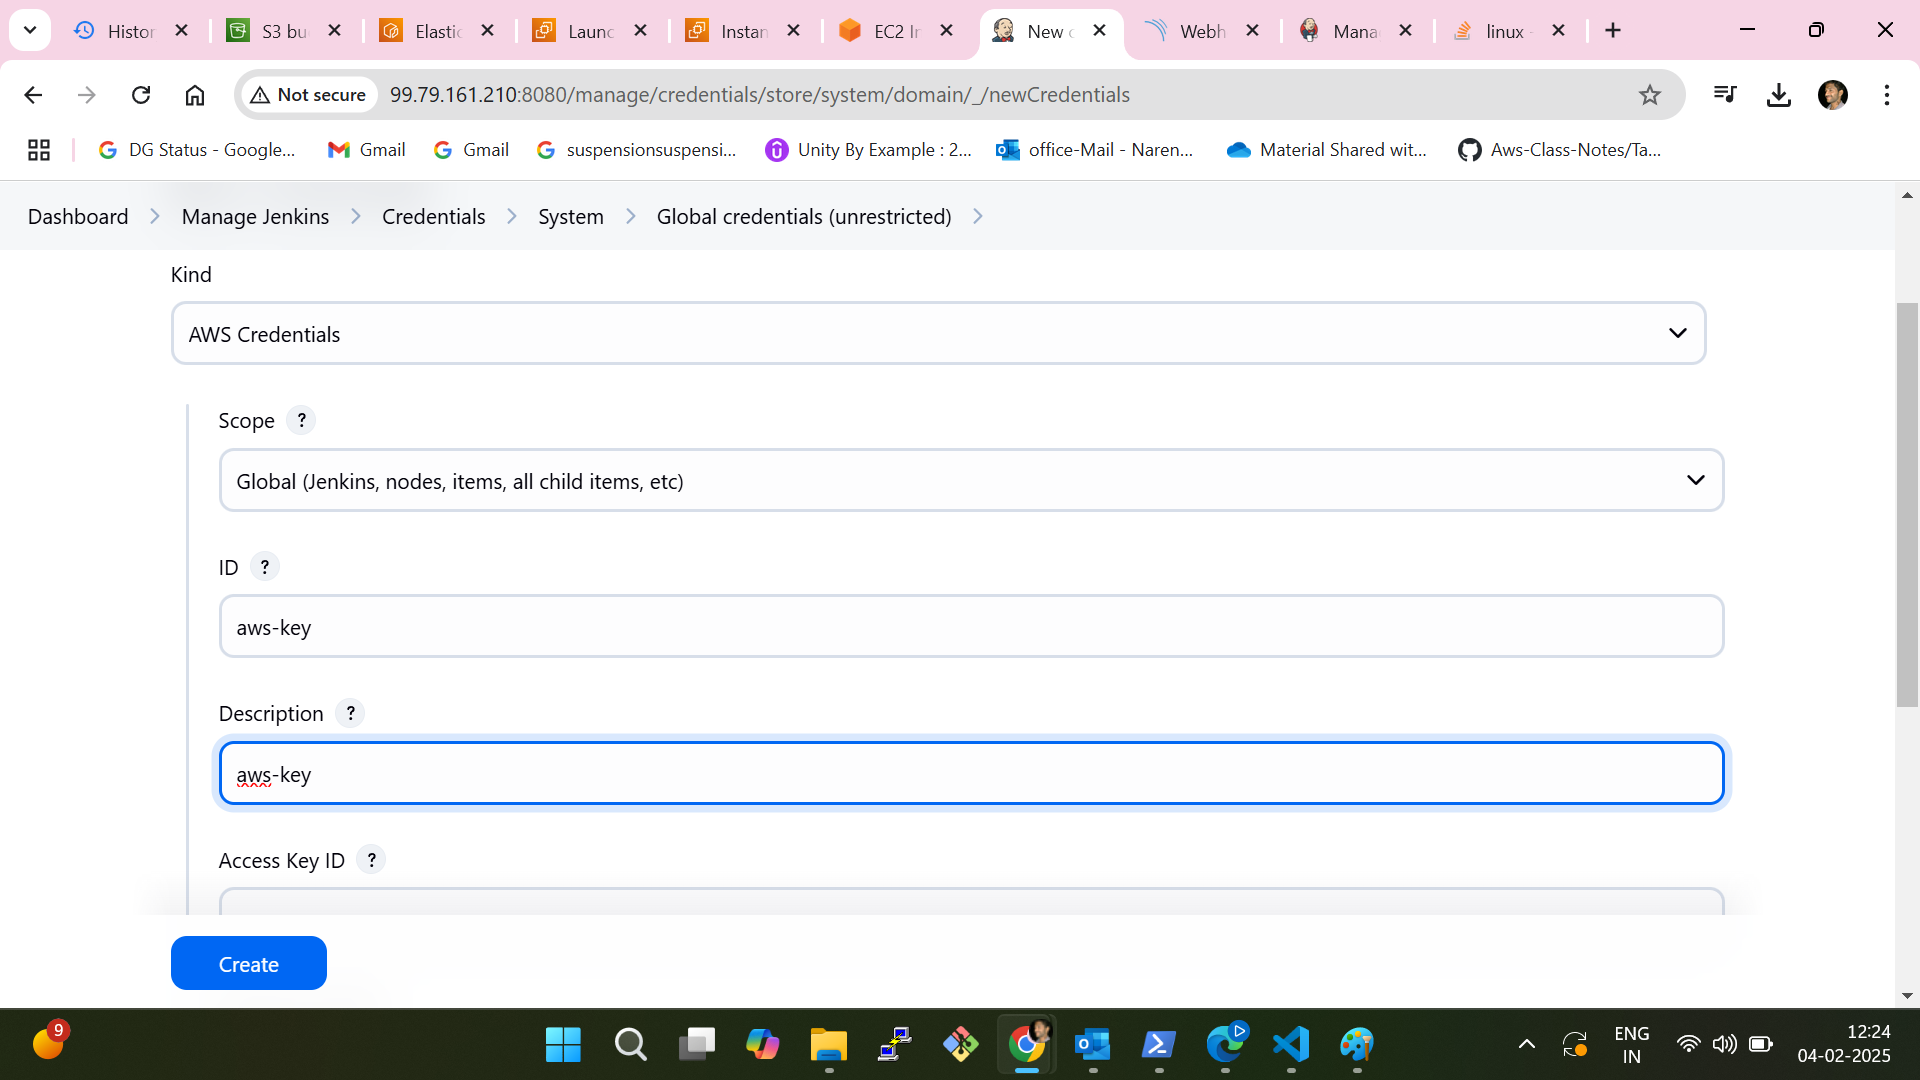 Histor
S3 bu
Elastic
Launc
Instan
EC2 In
New c
Webh
Mana
linux -
Not secure
99.79.161.210:8080/manage/credentials/store/system/domain/_/newCredentials
DG Status - Google...
Gmail
Gmail
suspensionsuspensi...
Unity By Example : 2...
office-Mail - Naren...
Material Shared wit...
Aws-Class-Notes/Ta...
Dashboard
Manage Jenkins
Credentials
System
Global credentials (unrestricted)
Kind
AWS Credentials
Scope ?
Global (Jenkins, nodes, items, all child items, etc)
ID ?
aws-key
Description ?
aws-key
Access Key ID ?
Create
9
ENG
IN
12:24
04-02-2025